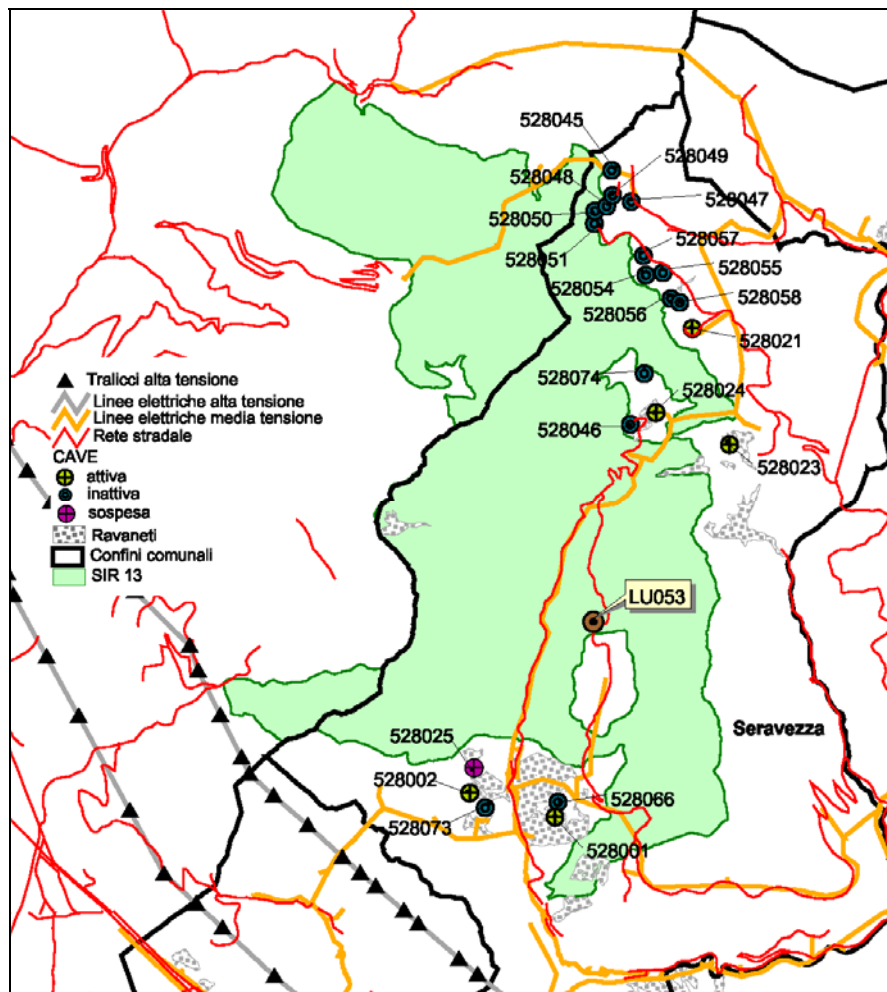 528045
528049
528048
528047
528050
528057
528051
528055
528054
528058
528056
528021
528074
528024
528046
528023
Tralicci alta tensione
Linee elettriche alta tensione
Linee elettriche media tensione
Rete stradale
CAVE
attiva
inattiva
sospesa
Ravaneti
Confini comunali
SIR 13
LU053
Seravezza
528025
528002
528066
528073
528001